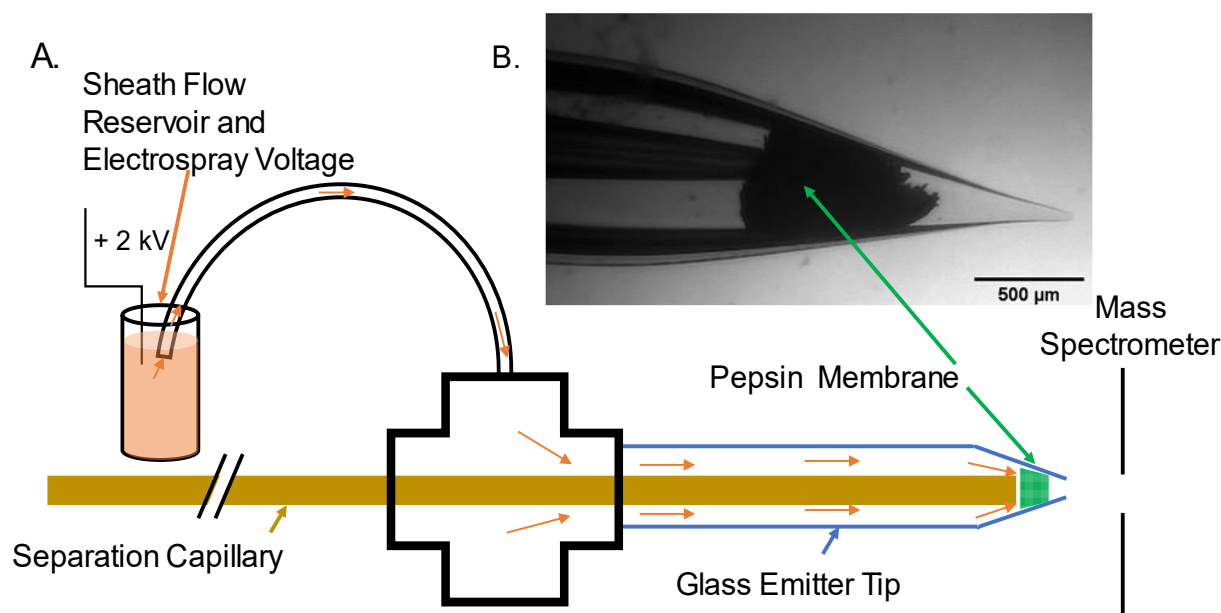 A.
Sheath Flow
Reservoir and
Electrospray Voltage
+ 2 kV
B.
500 µm
Mass
Spectrometer
Pepsin Membrane
Separation Capillary
Glass Emitter Tip